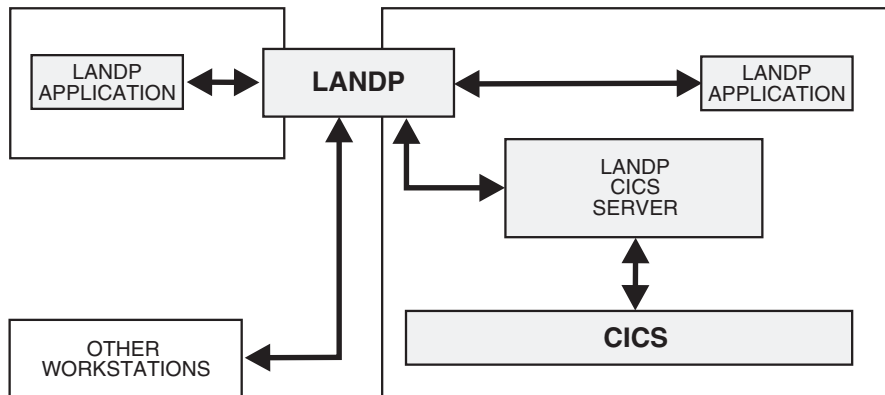 LANDP
APPLICATION
LANDP
LANDP
APPLICATION
LANDP
CICS
SERVER
CICS
OTHER
WORKSTATIONS